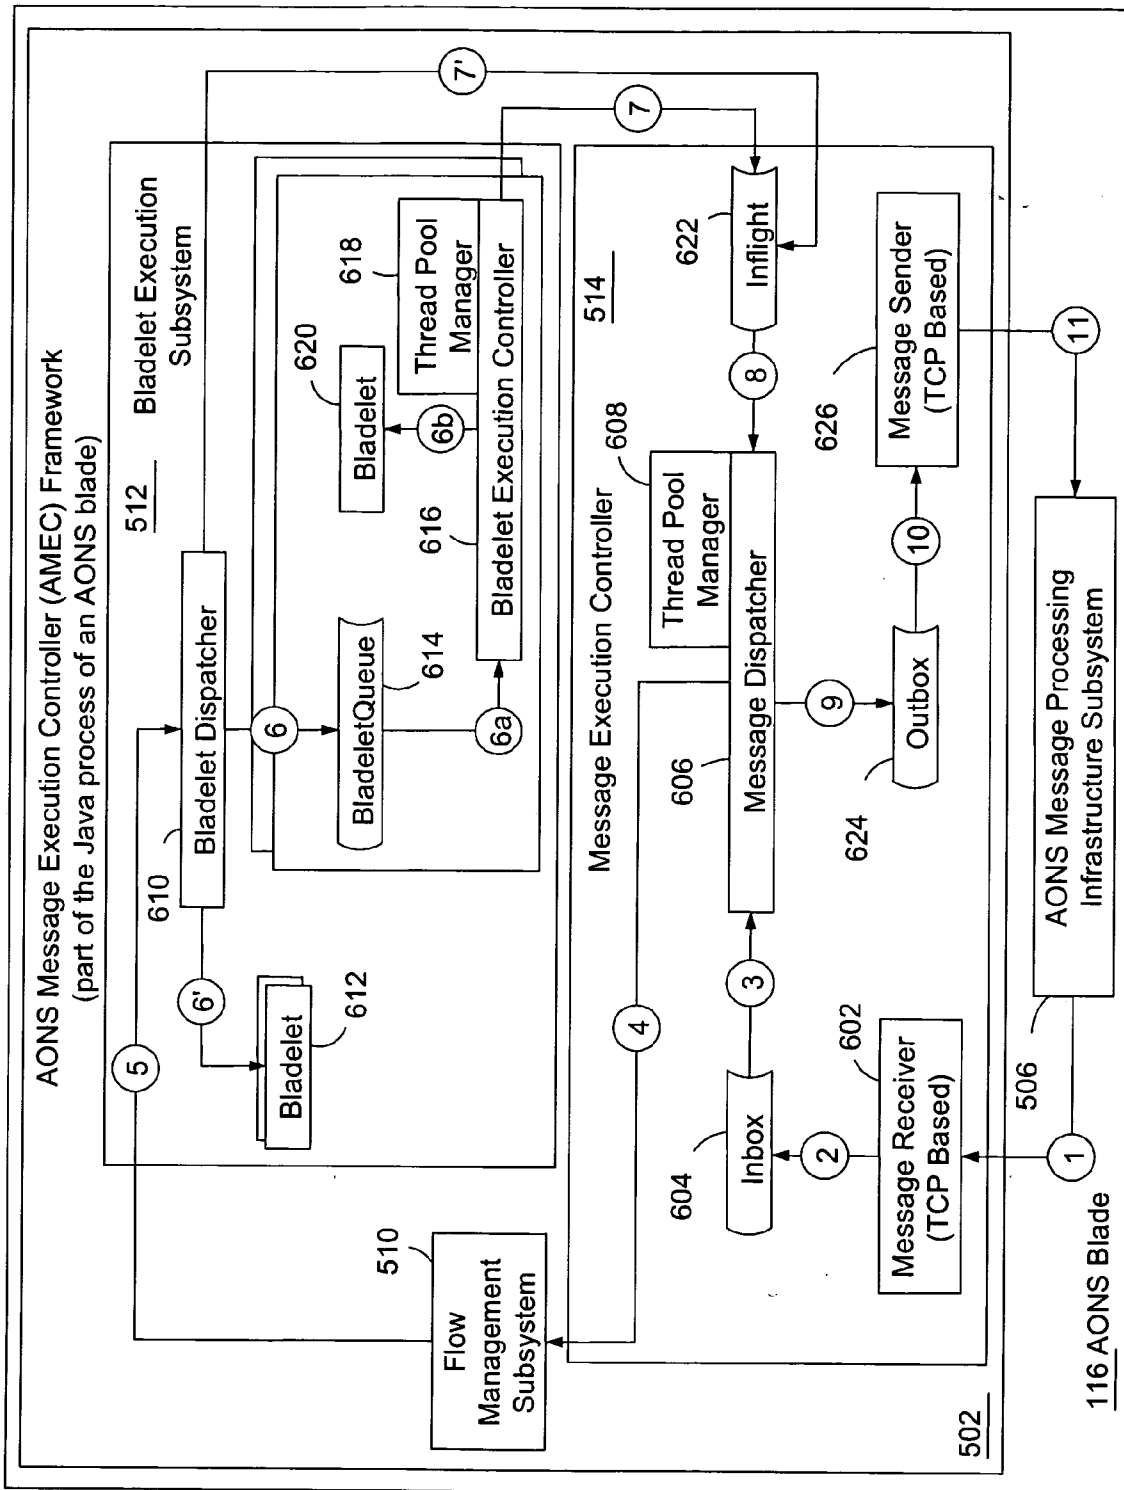 AONS Message Execution Controller (AMEC) Framework
(part of the Java process of an AONS blade)
512
Bladelet Execution
Subsystem
5
610
Bladelet Dispatcher
6'
7'
Bladelet
612
6
BladeletQueue
614
6a
616
Bladelet Execution Controller
6b
Bladelet
620
618
Thread Pool
Manager
7
510
Flow
Management
Subsystem
4
Message Execution Controller
514
608
Thread Pool
Manager
606
Message Dispatcher
604
Inbox
3
8
622
Inflight
2
602
Message Receiver
(TCP Based)
9
624
Outbox
10
626
Message Sender
(TCP Based)
502
1
506
AONS Message Processing
Infrastructure Subsystem
11
116 AONS Blade